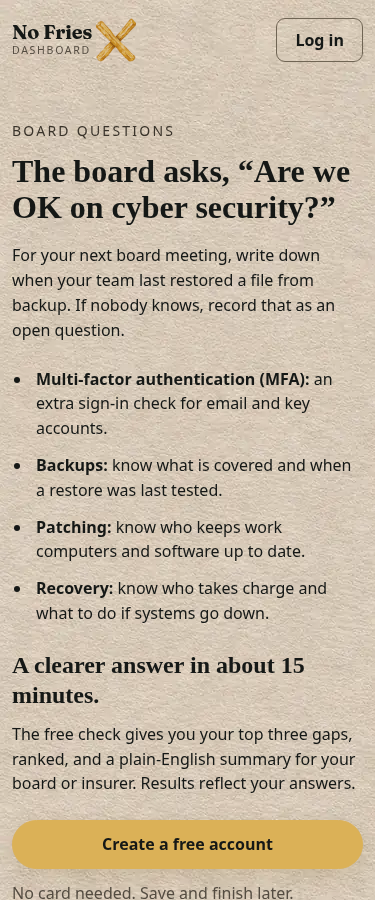 No Fries
DASHBOARD
Log in
BOARD QUESTIONS
The board asks, “Are we
OK on cyber security?”
For your next board meeting, write down
when your team last restored a file from
backup. If nobody knows, record that as an
open question.
• Multi-factor authentication (MFA): an
extra sign-in check for email and key
accounts.
• Backups: know what is covered and when
a restore was last tested.
• Patching: know who keeps work
computers and software up to date.
• Recovery: know who takes charge and
what to do if systems go down.
A clearer answer in about 15
minutes.
The free check gives you your top three gaps,
ranked, and a plain-English summary for your
board or insurer. Results reflect your answers.
Create a free account
No card needed. Save and finish later.